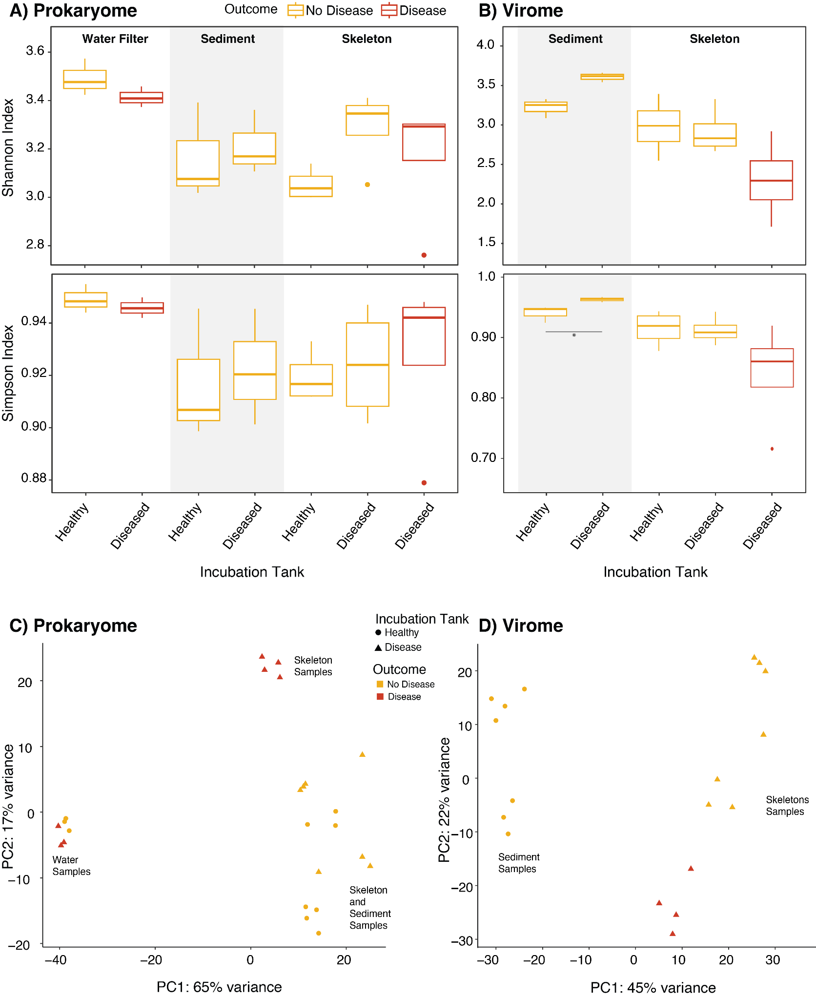 A) Prokaryome
Outcome No Disease Disease
B) Virome
Water Filter Sediment Skeleton
Shannon Index
3.6
3.4
3.2
3.0
2.8
Sediment Skeleton
4.0
3.5
3.0
2.5
2.0
1.5
Simpson Index
0.94
0.92
0.90
0.88
1.0
0.90
0.80
0.70
*
Healthy Diseased Healthy Diseased Healthy Diseased Diseased
Incubation Tank
Healthy Diseased Healthy Diseased Diseased
Incubation Tank
C) Prokaryome
Incubation Tank
Healthy
Disease
Outcome
No Disease
Disease
Skeleton
Samples
PC2: 17% variance
20
10
0
−10
−20
Water
Samples
Skeleton
and
Sediment
Samples
−40 −20 0 20
PC1: 65% variance
D) Virome
PC2: 22% variance
20
10
0
−10
−20
−30
Skeletons
Samples
Sediment
Samples
−30 −20 −10 0 10 20 30
PC1: 45% variance